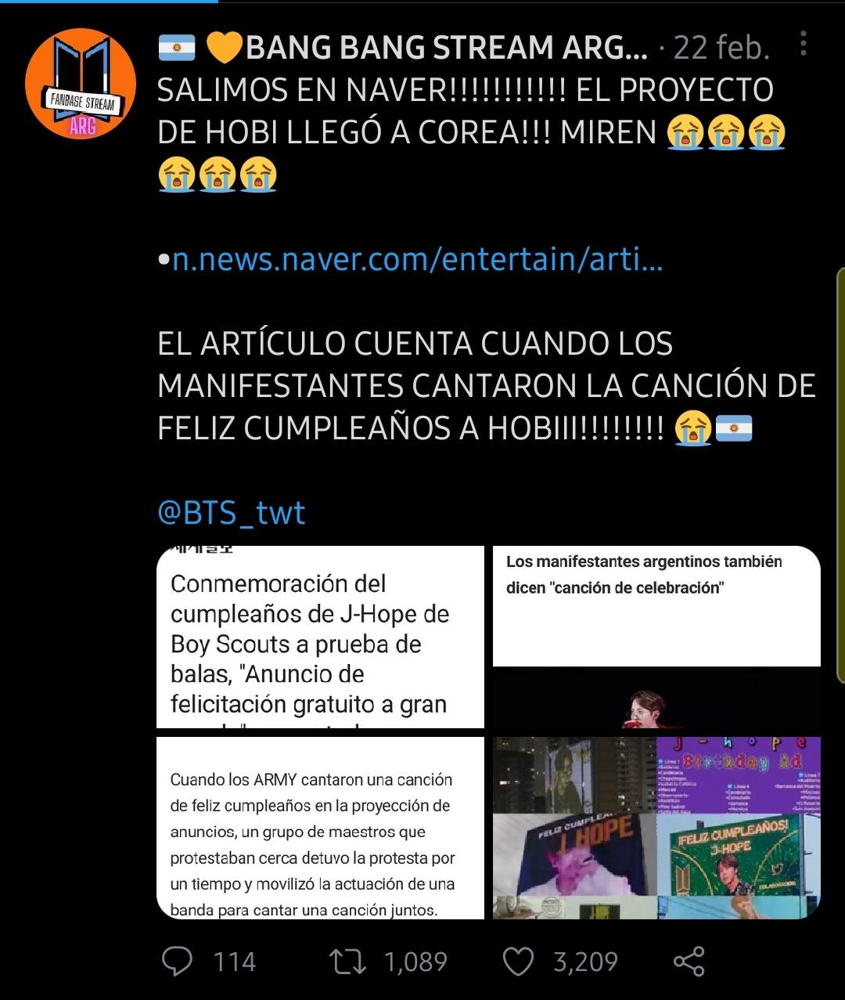 🇦🇷 🧡BANG BANG STREAM ARG... · 22 feb.
FANBASE STREAM
ARG
SALIMOS EN NAVER!!!!!!!!!!! EL PROYECTO
DE HOBI LLEGÓ A COREA!!! MIREN 😭😭😭
😭😭😭
•n.news.naver.com/entertain/arti...
EL ARTÍCULO CUENTA CUANDO LOS
MANIFESTANTES CANTARON LA CANCIÓN DE
FELIZ CUMPLEAÑOS A HOBIII!!!!!!!! 😭🇦🇷
@BTS_twt
Conmemoración del
cumpleaños de J-Hope de
Boy Scouts a prueba de
balas, "Anuncio de
felicitación gratuito a gran
Los manifestantes argentinos también
dicen "canción de celebración"
Cuando los ARMY cantaron una canción
de feliz cumpleaños en la proyección de
anuncios, un grupo de maestros que
protestaban cerca detuvo la protesta por
un tiempo y movilizó la actuación de una
banda para cantar una canción juntos.
j - h o p e
Birthday Ad
FELIZ CUMPLEA
J HOPE
¡FELIZ CUMPLEAÑOS!
J-HOPE
BTS
114 1,089 3,209